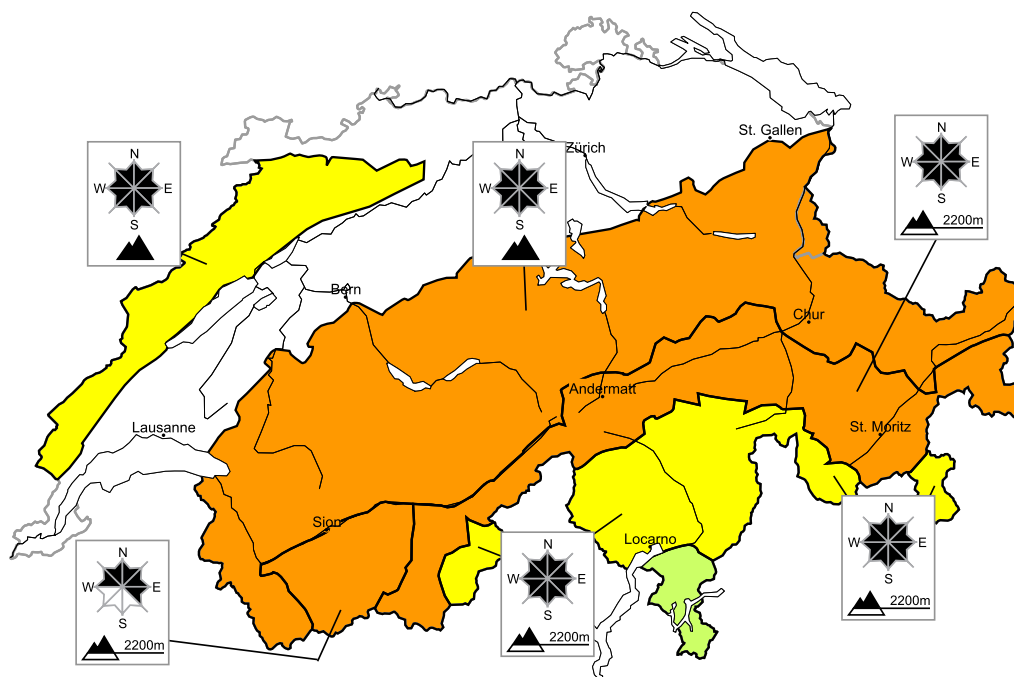 St. Gallen
Zürich
N
W E
S
N
W E
S
N
W E
S
2200m
Bern
Chur
Andermatt
St. Moritz
Lausanne
Sion
Locarno
N
W E
S
2200m
N
W E
S
2200m
N
W E
S
2200m